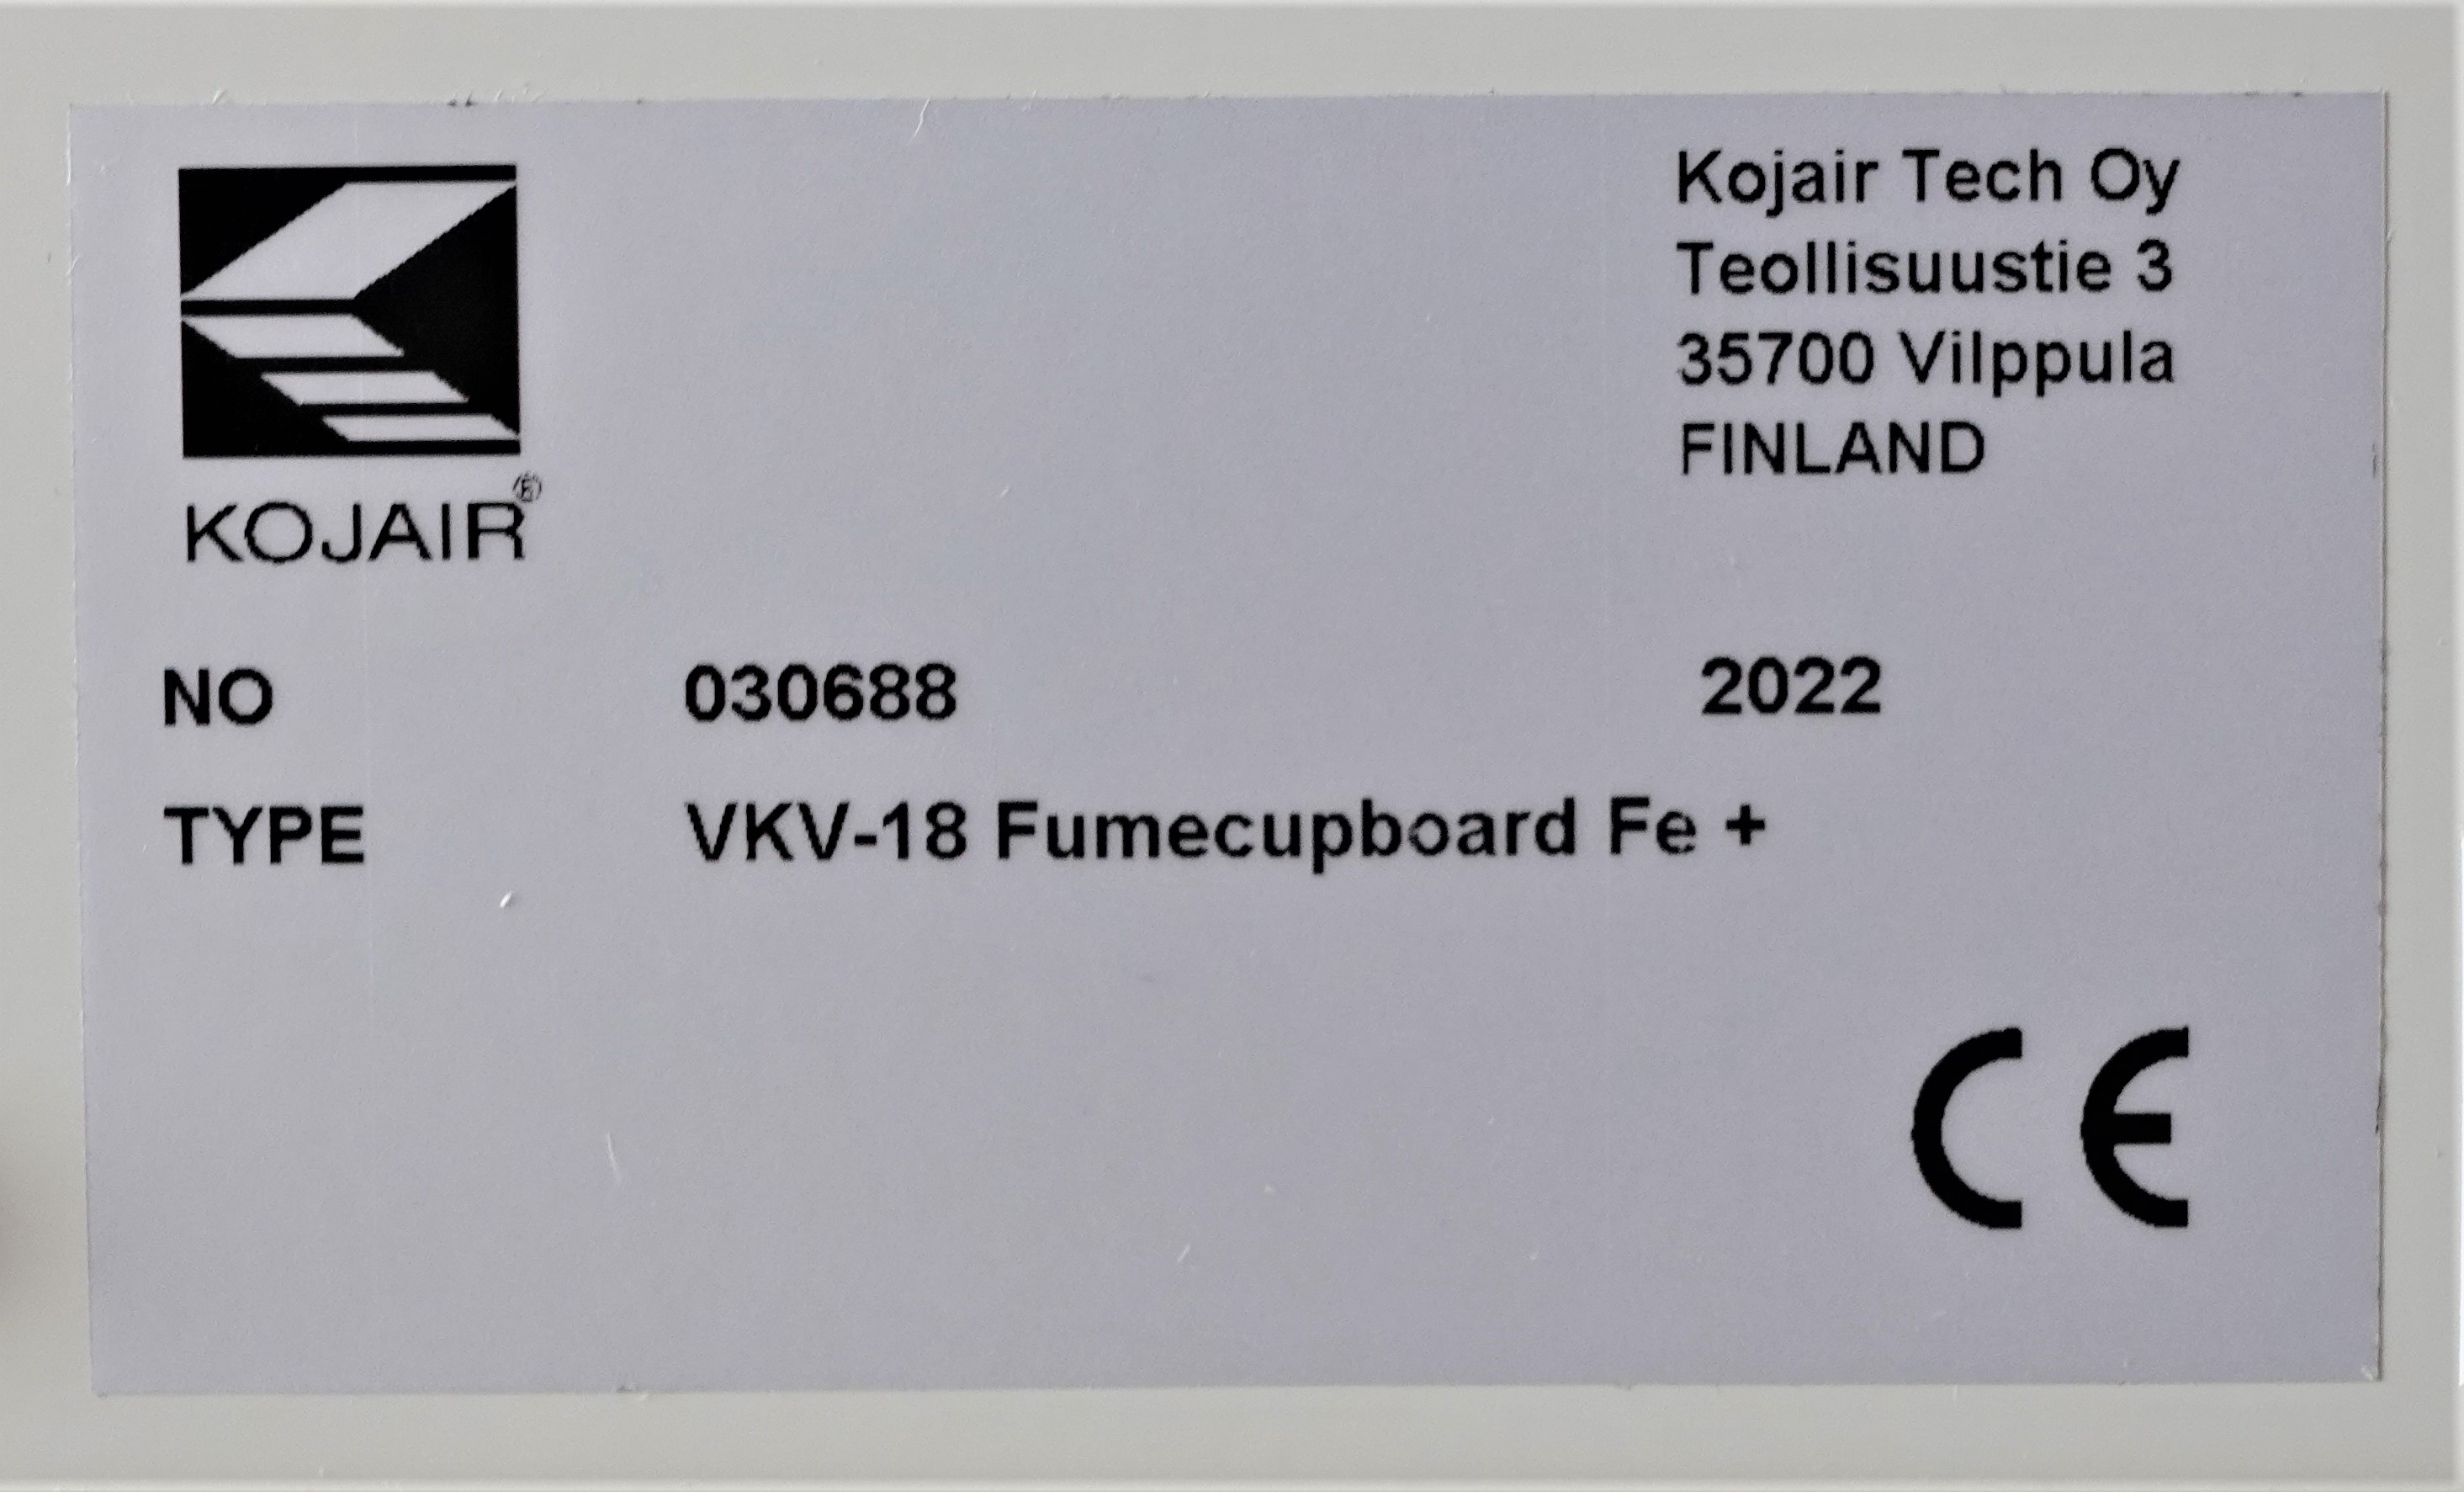 KOJAIR®
Kojair Tech Oy
Teollisuustie 3
35700 Vilppula
FINLAND
NO 030688 2022
TYPE VKV-18 Fumecupboard Fe +
CE